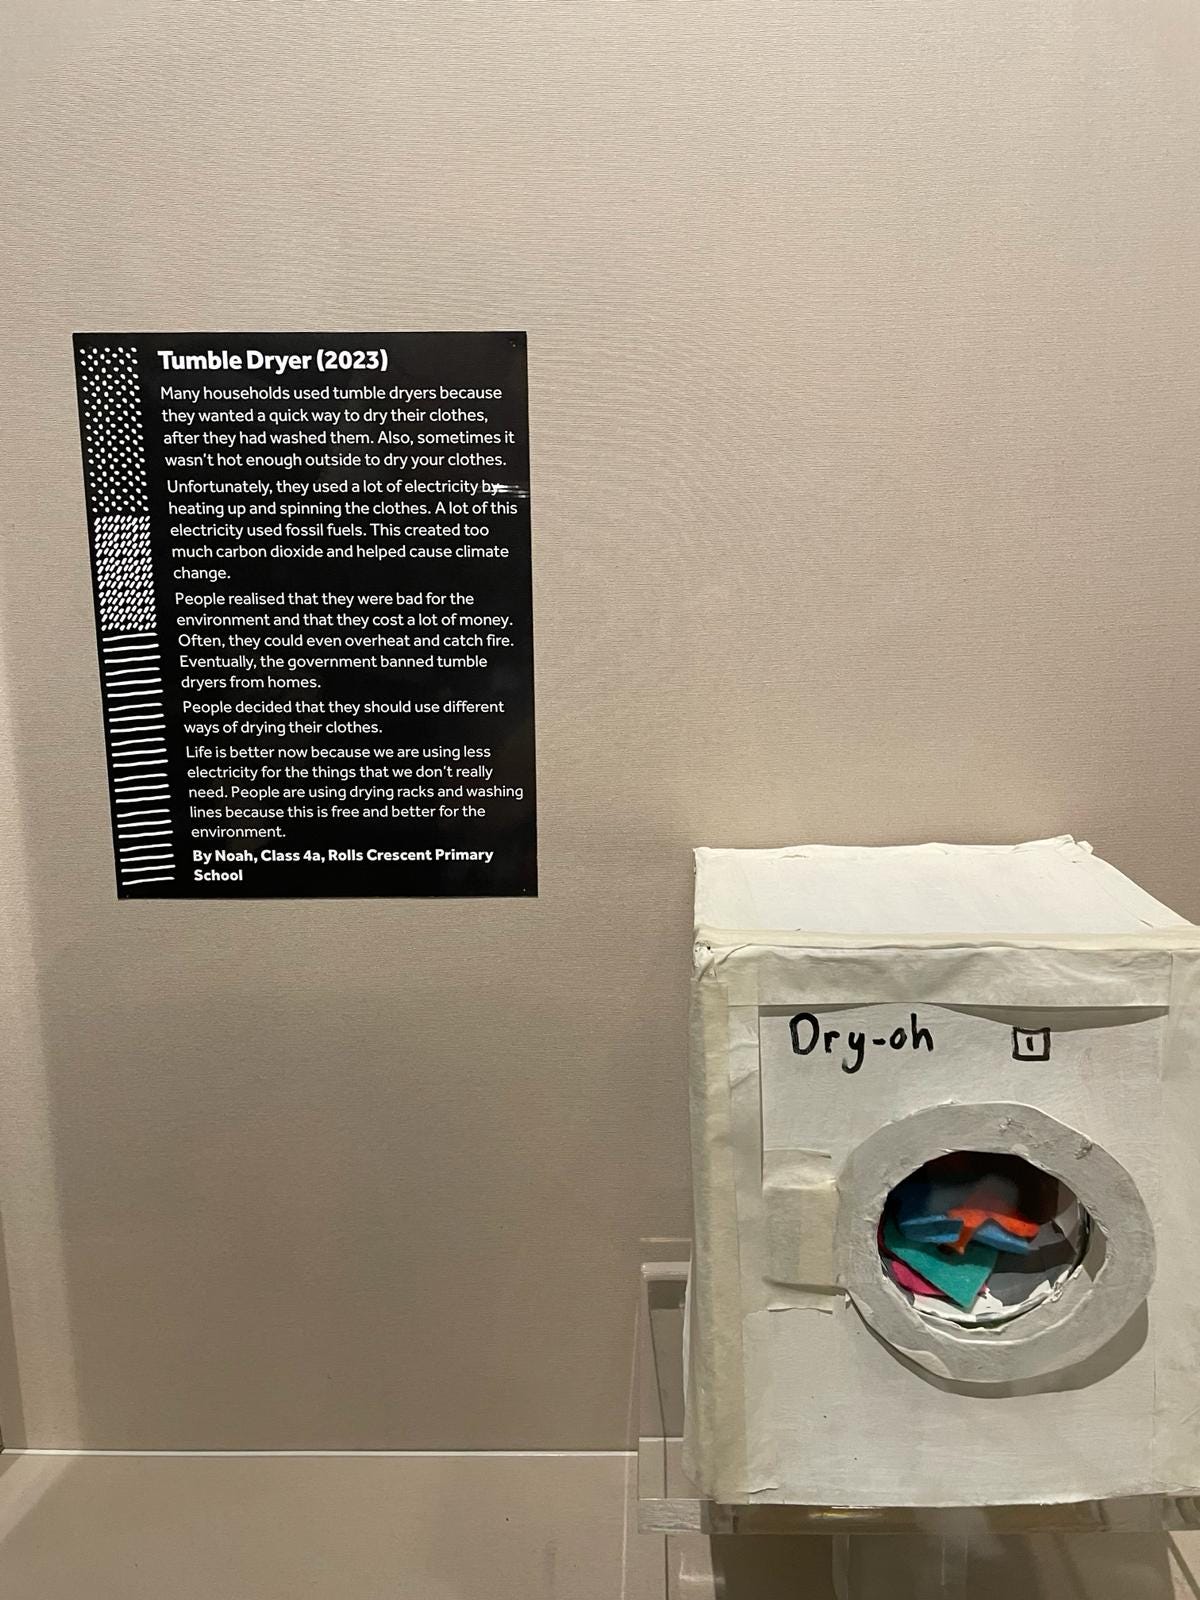 Tumble Dryer (2023)
Many households used tumble dryers because
they wanted a quick way to dry their clothes,
after they had washed them. Also, sometimes it
wasn't hot enough outside to dry your clothes.
Unfortunately, they used a lot of electricity by
heating up and spinning the clothes. A lot of this
electricity used fossil fuels. This created too
much carbon dioxide and helped cause climate
change.
People realised that they were bad for the
environment and that they cost a lot of money.
Often, they could even overheat and catch fire.
Eventually, the government banned tumble
dryers from homes.
People decided that they should use different
ways of drying their clothes.
Life is better now because we are using less
electricity for the things that we don't really
need. People are using drying racks and washing
lines because this is free and better for the
environment.
By Noah, Class 4a, Rolls Crescent Primary
School
Dry-oh